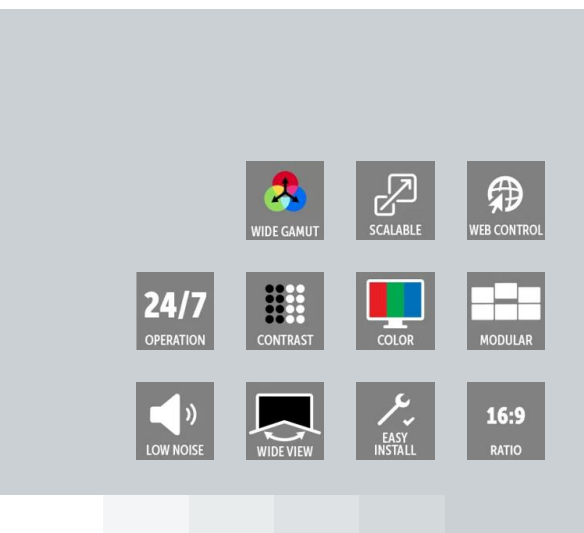 WIDE GAMUT
SCALABLE
WEB CONTROL
24/7
OPERATION
CONTRAST
COLOR
MODULAR
LOW NOISE
WIDE VIEW
EASY
INSTALL
16:9
RATIO